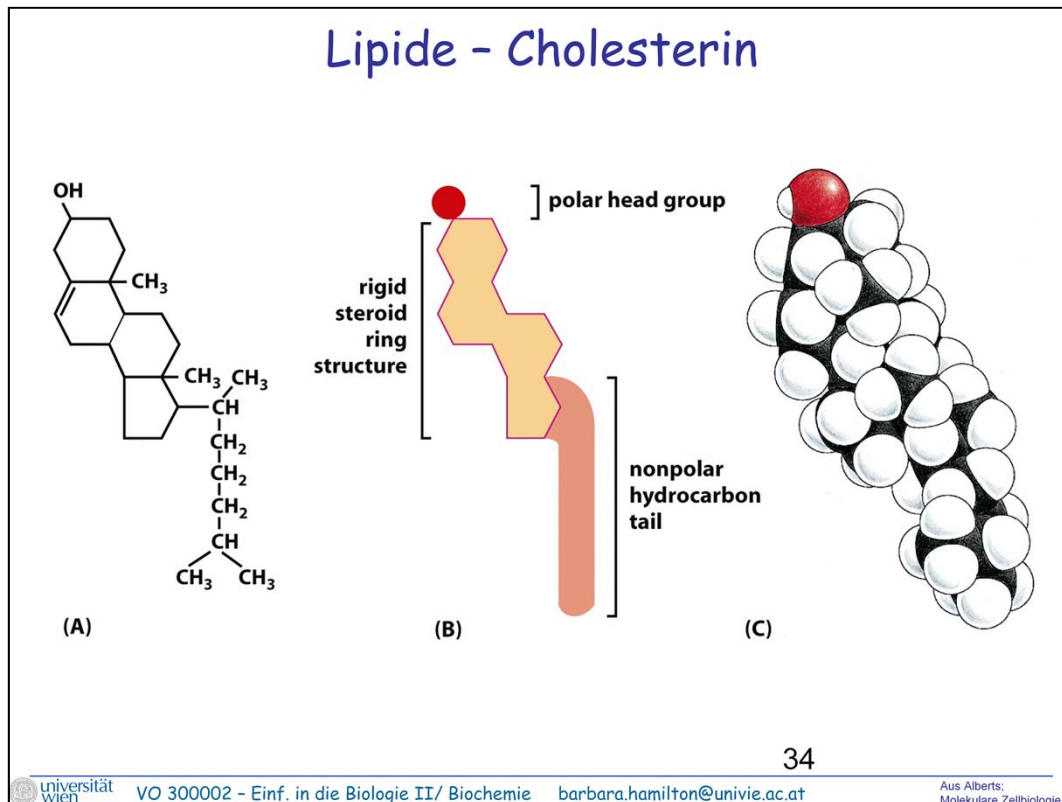 Lipide – Cholesterin
OH
CH₃
CH₃ CH₃
CH
CH₂
CH₂
CH₂
CH
CH₃ CH₃
(A)
polar head group
rigid
steroid
ring
structure
nonpolar
hydrocarbon
tail
(B)
(C)
34
universität
wien
VO 300002 – Einf. in die Biologie II/ Biochemie barbara.hamilton@univie.ac.at
Aus Alberts;
Molekulare Zellbiologie